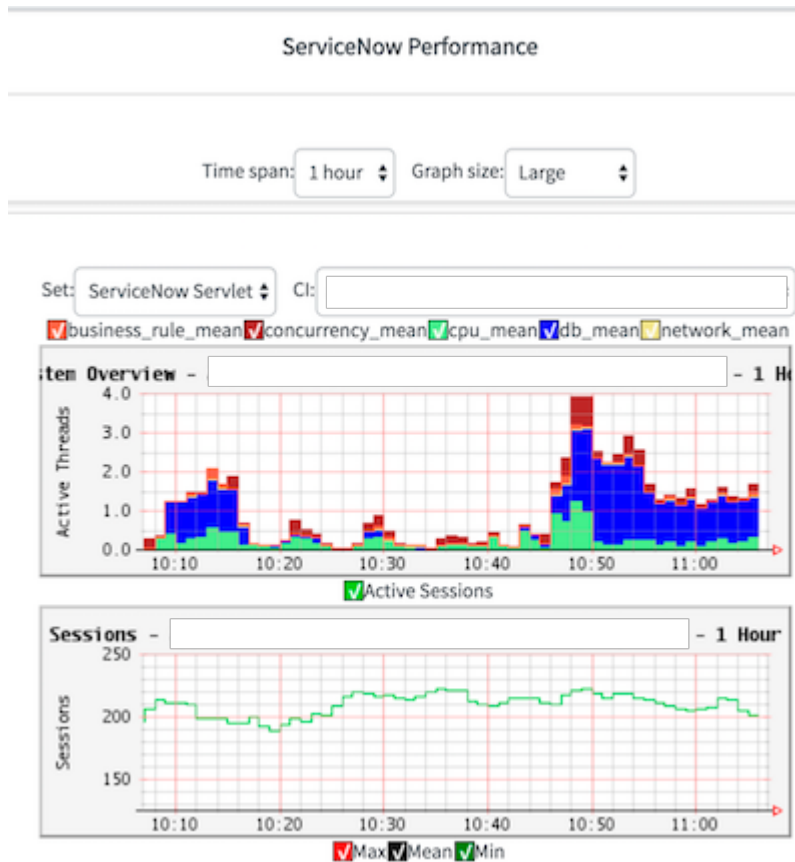 ServiceNow Performance
Time span: 1 hour Graph size: Large
Set: ServiceNow Servlet CI:
business_rule_mean concurrency_mean cpu_mean db_mean network_mean
tem Overview - - 1 Ho
Active Threads
4.0
3.0
2.0
1.0
0.0
10:10 10:20 10:30 10:40 10:50 11:00
Active Sessions
Sessions - - 1 Hour
Sessions
250
200
150
10:10 10:20 10:30 10:40 10:50 11:00
Max Mean Min